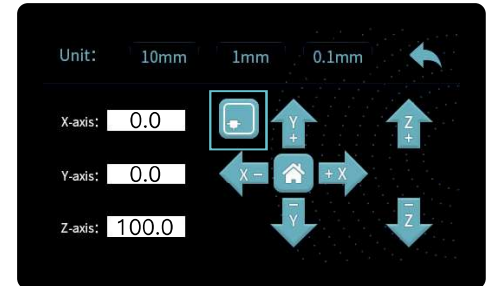 Unit: 10mm 1mm 0.1mm
X-axis: 0.0
Y+
Z+
Y-axis: 0.0
X- +X
Z-axis: 100.0
-Y
-Z